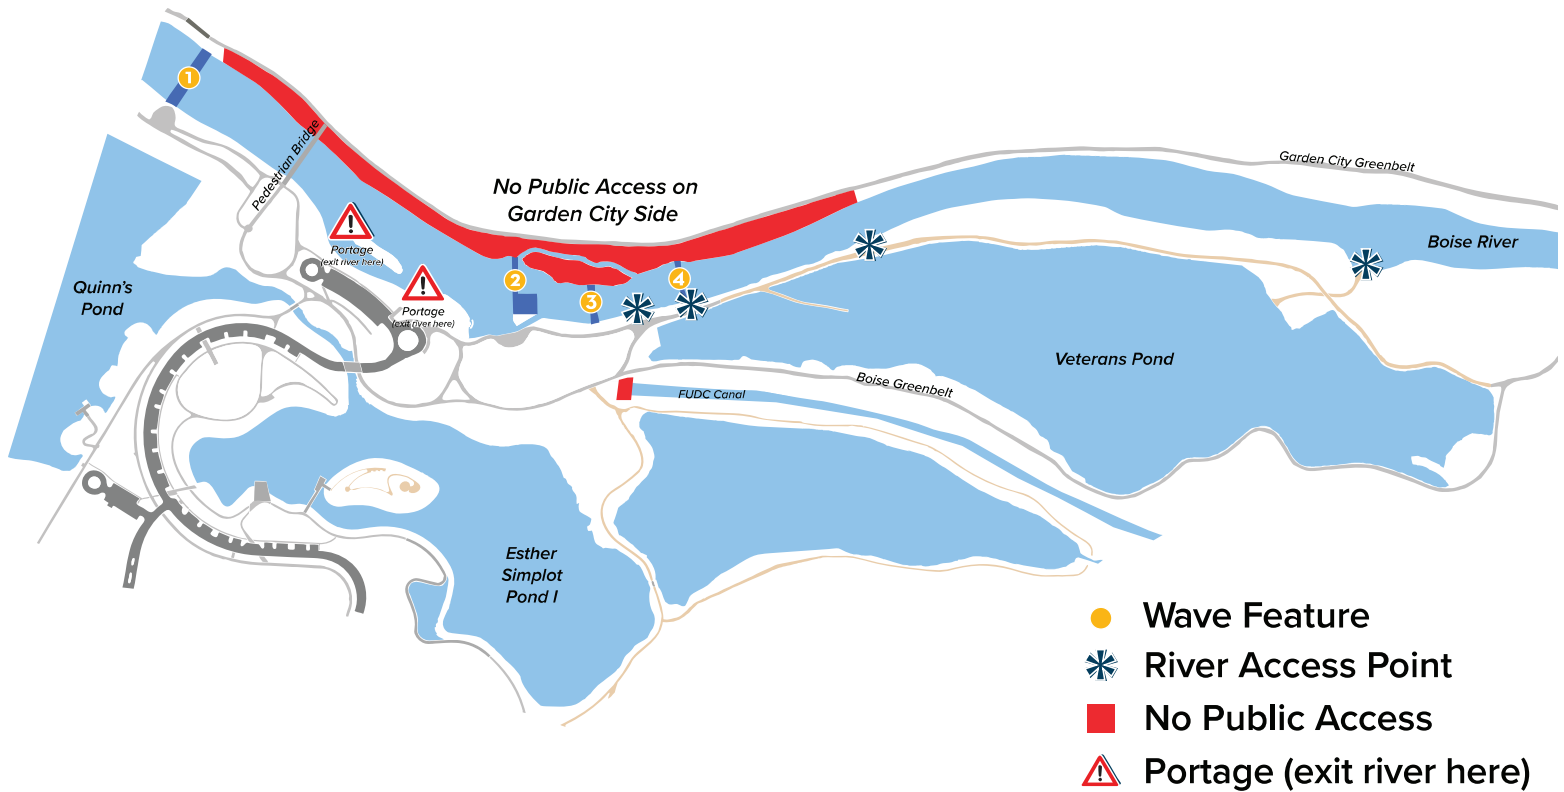 1
Pedestrian Bridge
No Public Access on
Garden City Side
Garden City Greenbelt
Boise River
Portage
(exit river here)
Portage
(exit river here)
2
3
4
Quinn's
Pond
Veterans Pond
Boise Greenbelt
FUDC Canal
Esther
Simplot
Pond I
Wave Feature
River Access Point
No Public Access
Portage (exit river here)